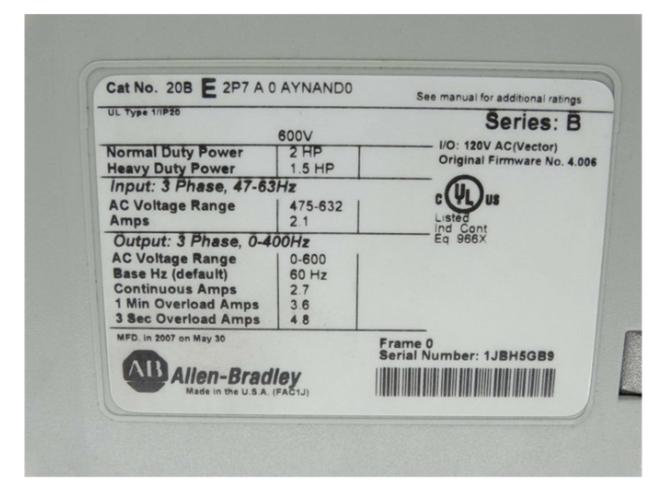 Cat No. 20B E 2P7 A 0 AYNAND0
See manual for additional ratings
UL Type 1/IP20
Series: B
600V
I/O: 120V AC(Vector)
Original Firmware No. 4.006
Normal Duty Power 2 HP
Heavy Duty Power 1.5 HP
Input: 3 Phase, 47-63Hz
AC Voltage Range 475-632
Amps 2.1
C UL US
Listed
Ind Cont
Eq 966X
Output: 3 Phase, 0-400Hz
AC Voltage Range 0-600
Base Hz (default) 60 Hz
Continuous Amps 2.7
1 Min Overload Amps 3.6
3 Sec Overload Amps 4.8
MFD. in 2007 on May 30
Frame 0
Serial Number: 1JBH5GB9
AB Allen-Bradley
Made in the U.S.A. (FAC1J)